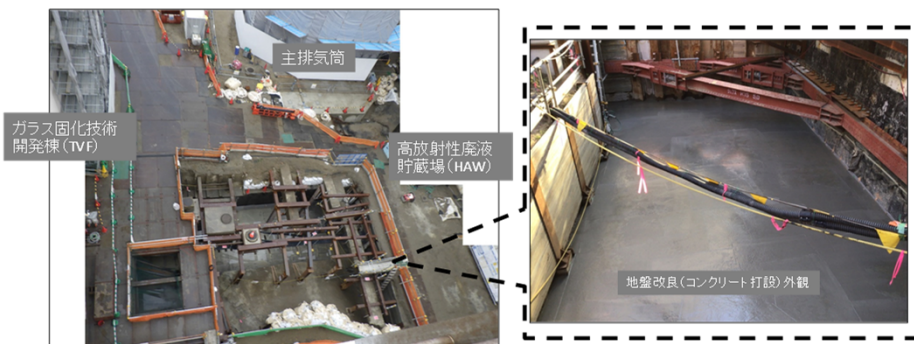 主排気筒
ガラス固化技術
開発棟(TVF)
高放射性廃液
貯蔵場(HAW)
地盤改良(コンクリート打設)外観